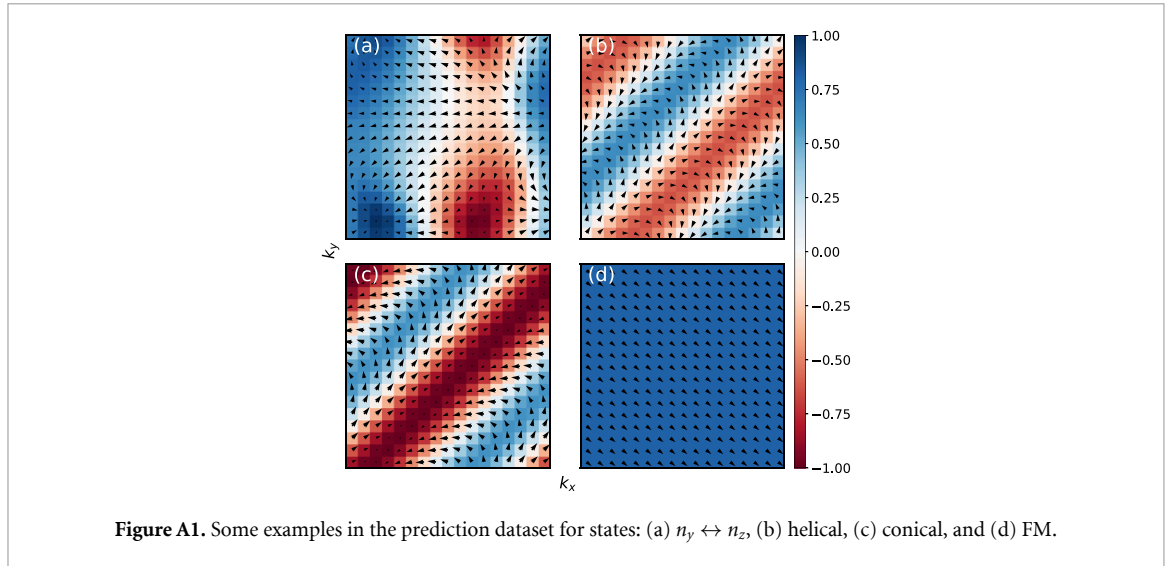 (a)
(b)
1.00
0.75
0.50
0.25
0.00
−0.25
−0.50
−0.75
−1.00
k_y
(c)
(d)
k_x
Figure A1. Some examples in the prediction dataset for states: (a) n_y ↔ n_z, (b) helical, (c) conical, and (d) FM.